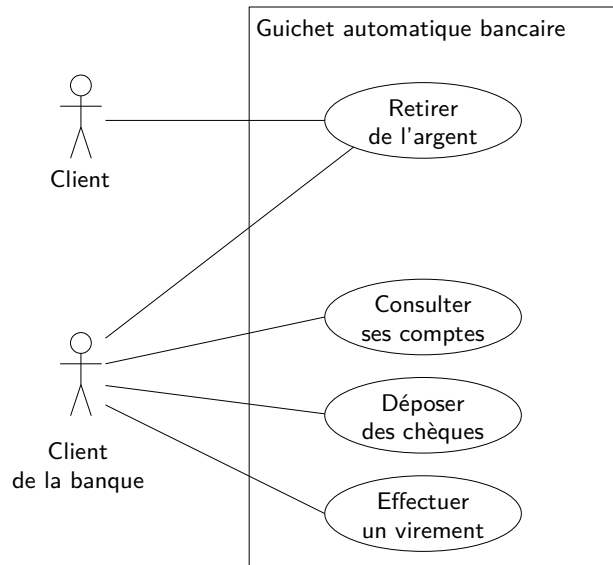 Guichet automatique bancaire
Retirer
de l'argent
Client
Consulter
ses comptes
Déposer
des chèques
Client
de la banque
Effectuer
un virement